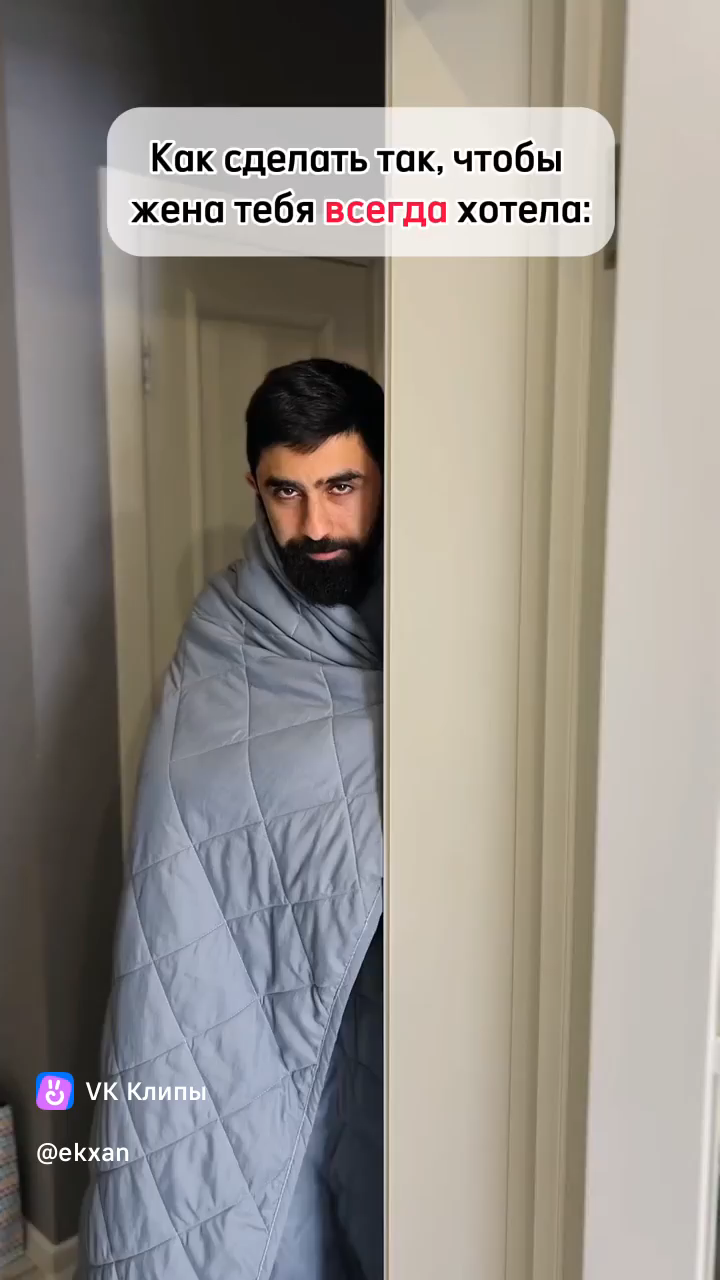 Как сделать так, чтобы
жена тебя всегда хотела:
VK Клипы
@ekxan